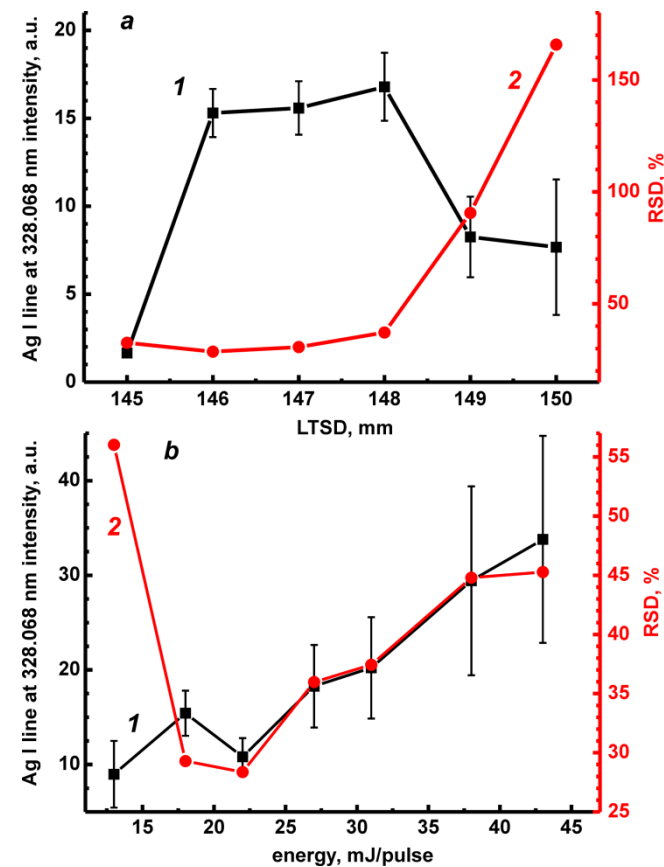 a
Ag I line at 328.068 nm intensity, a.u.
20
15
10
5
0
1
2
150
100
50
RSD, %
145 146 147 148 149 150
LTSD, mm
b
Ag I line at 328.068 nm intensity, a.u.
40
30
20
10
2
1
55
50
45
40
35
30
25
RSD, %
15 20 25 30 35 40 45
energy, mJ/pulse